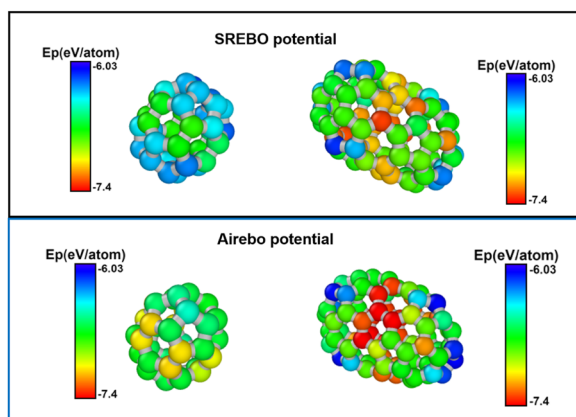 SREBO potential
Ep(eV/atom)
-6.03
-7.4
Ep(eV/atom)
-6.03
-7.4
Airebo potential
Ep(eV/atom)
-6.03
-7.4
Ep(eV/atom)
-6.03
-7.4